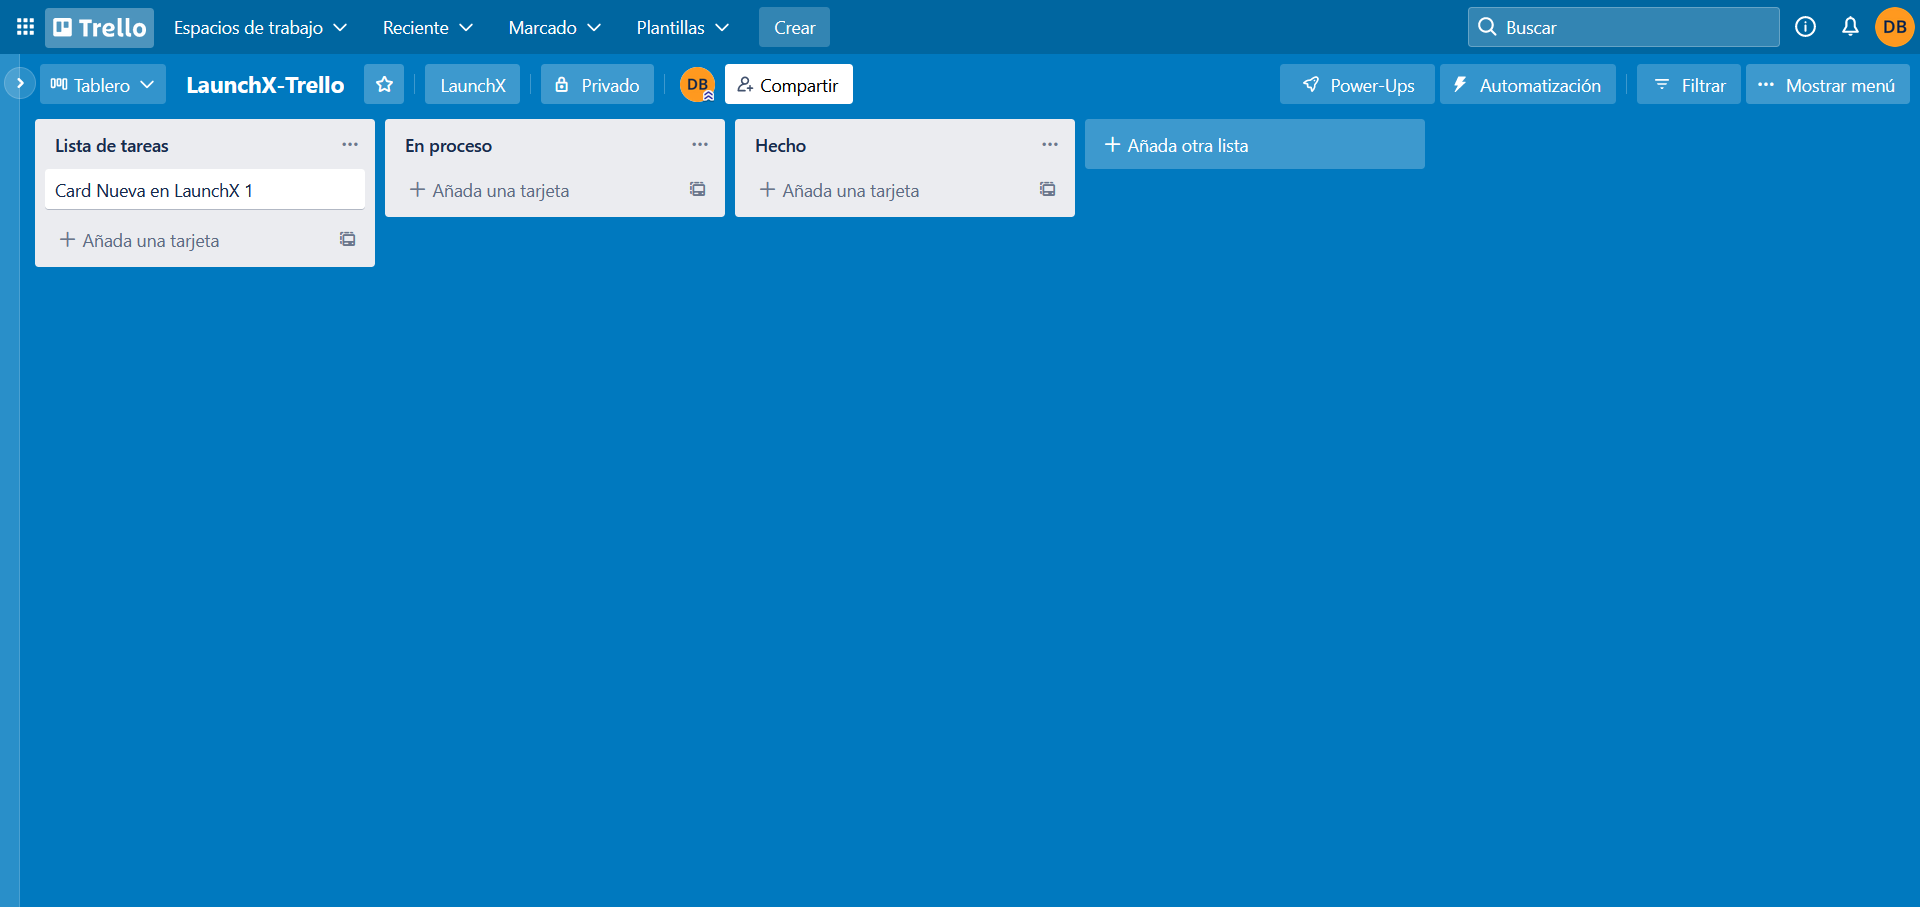 Trello Espacios de trabajo Reciente Marcado Plantillas Crear Buscar DB
Tablero LaunchX-Trello LaunchX Privado DB Compartir Power-Ups Automatización Filtrar Mostrar menú
Lista de tareas
Card Nueva en LaunchX 1
Añada una tarjeta
En proceso
Añada una tarjeta
Hecho
Añada una tarjeta
Añada otra lista